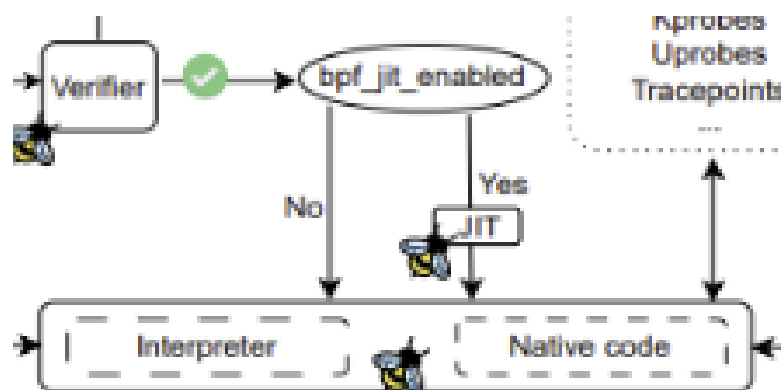 Kprobes
Uprobes
Tracepoints
...
Verifier
bpf_jit_enabled
No
Yes
JIT
Interpreter
Native code